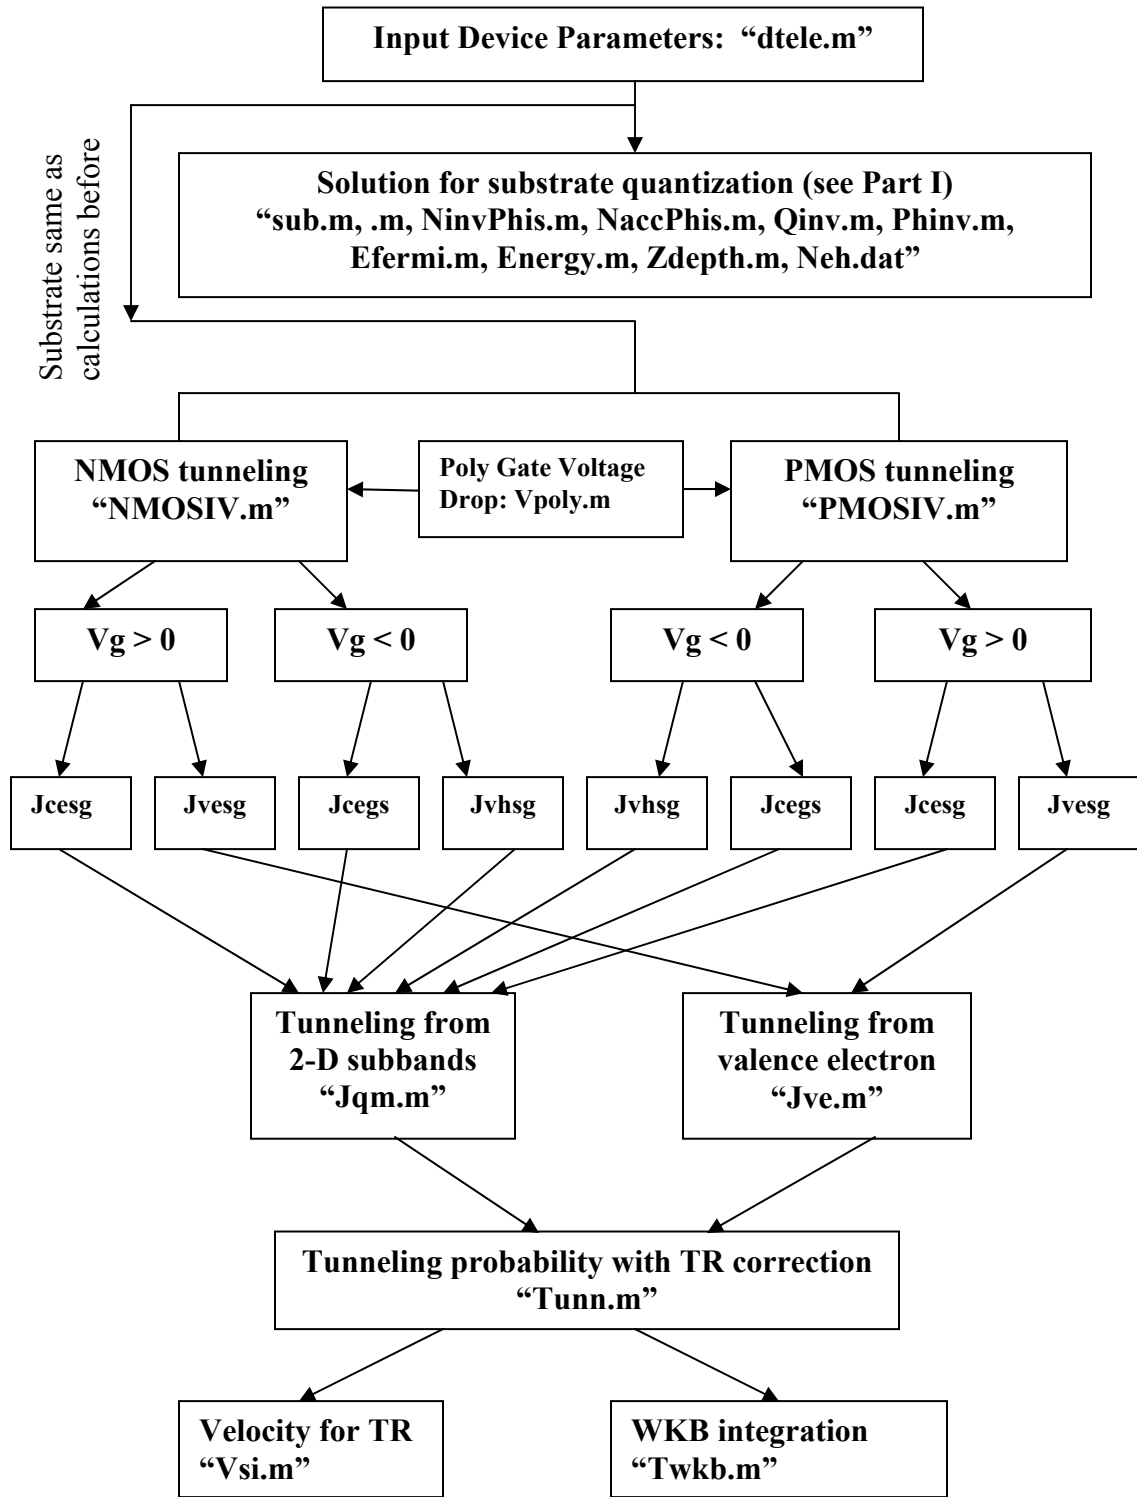 Input Device Parameters:  “dtele.m”
Substrate same as
calculations before
Solution for substrate quantization (see Part I)
“sub.m, .m, NinvPhis.m, NaccPhis.m, Qinv.m, Phinv.m,
Efermi.m, Energy.m, Zdepth.m, Neh.dat”
NMOS tunneling
“NMOSIV.m”
Poly Gate Voltage
Drop: Vpoly.m
PMOS tunneling
“PMOSIV.m”
Vg > 0
Vg < 0
Vg < 0
Vg > 0
Jcesg
Jvesg
Jcegs
Jvhsg
Jvhsg
Jcegs
Jcesg
Jvesg
Tunneling from
2-D subbands
“Jqm.m”
Tunneling from
valence electron
“Jve.m”
Tunneling probability with TR correction
“Tunn.m”
Velocity for TR
“Vsi.m”
WKB integration
“Twkb.m”